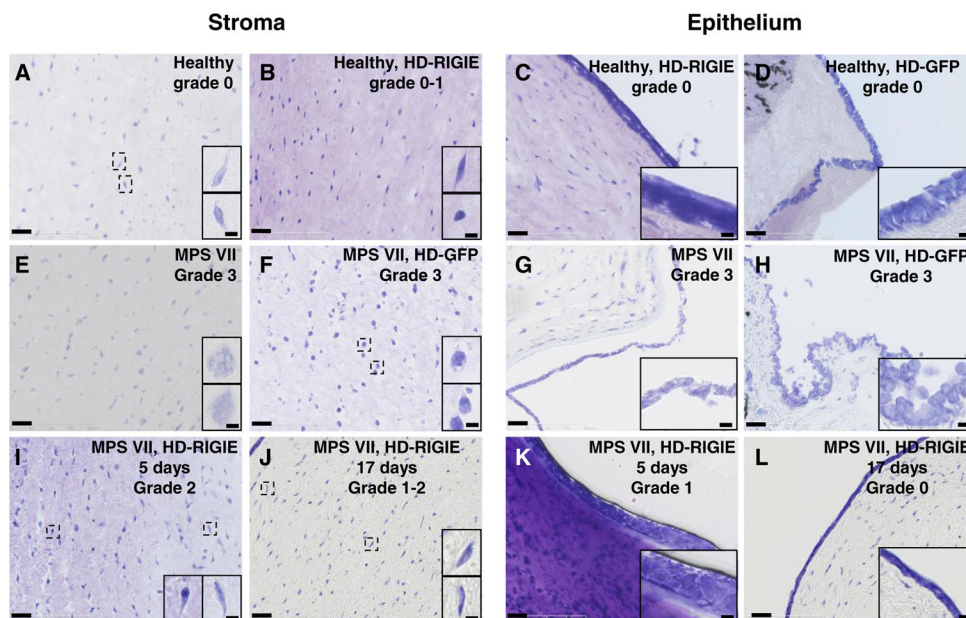 Stroma
Epithelium
A
Healthy
grade 0
B
Healthy, HD-RIGIE
grade 0-1
C
Healthy, HD-RIGIE
grade 0
D
Healthy, HD-GFP
grade 0
E
MPS VII
Grade 3
F
MPS VII, HD-GFP
Grade 3
G
MPS VII
Grade 3
H
MPS VII, HD-GFP
Grade 3
I
MPS VII, HD-RIGIE
5 days
Grade 2
J
MPS VII, HD-RIGIE
17 days
Grade 1-2
K
MPS VII, HD-RIGIE
5 days
Grade 1
L
MPS VII, HD-RIGIE
17 days
Grade 0